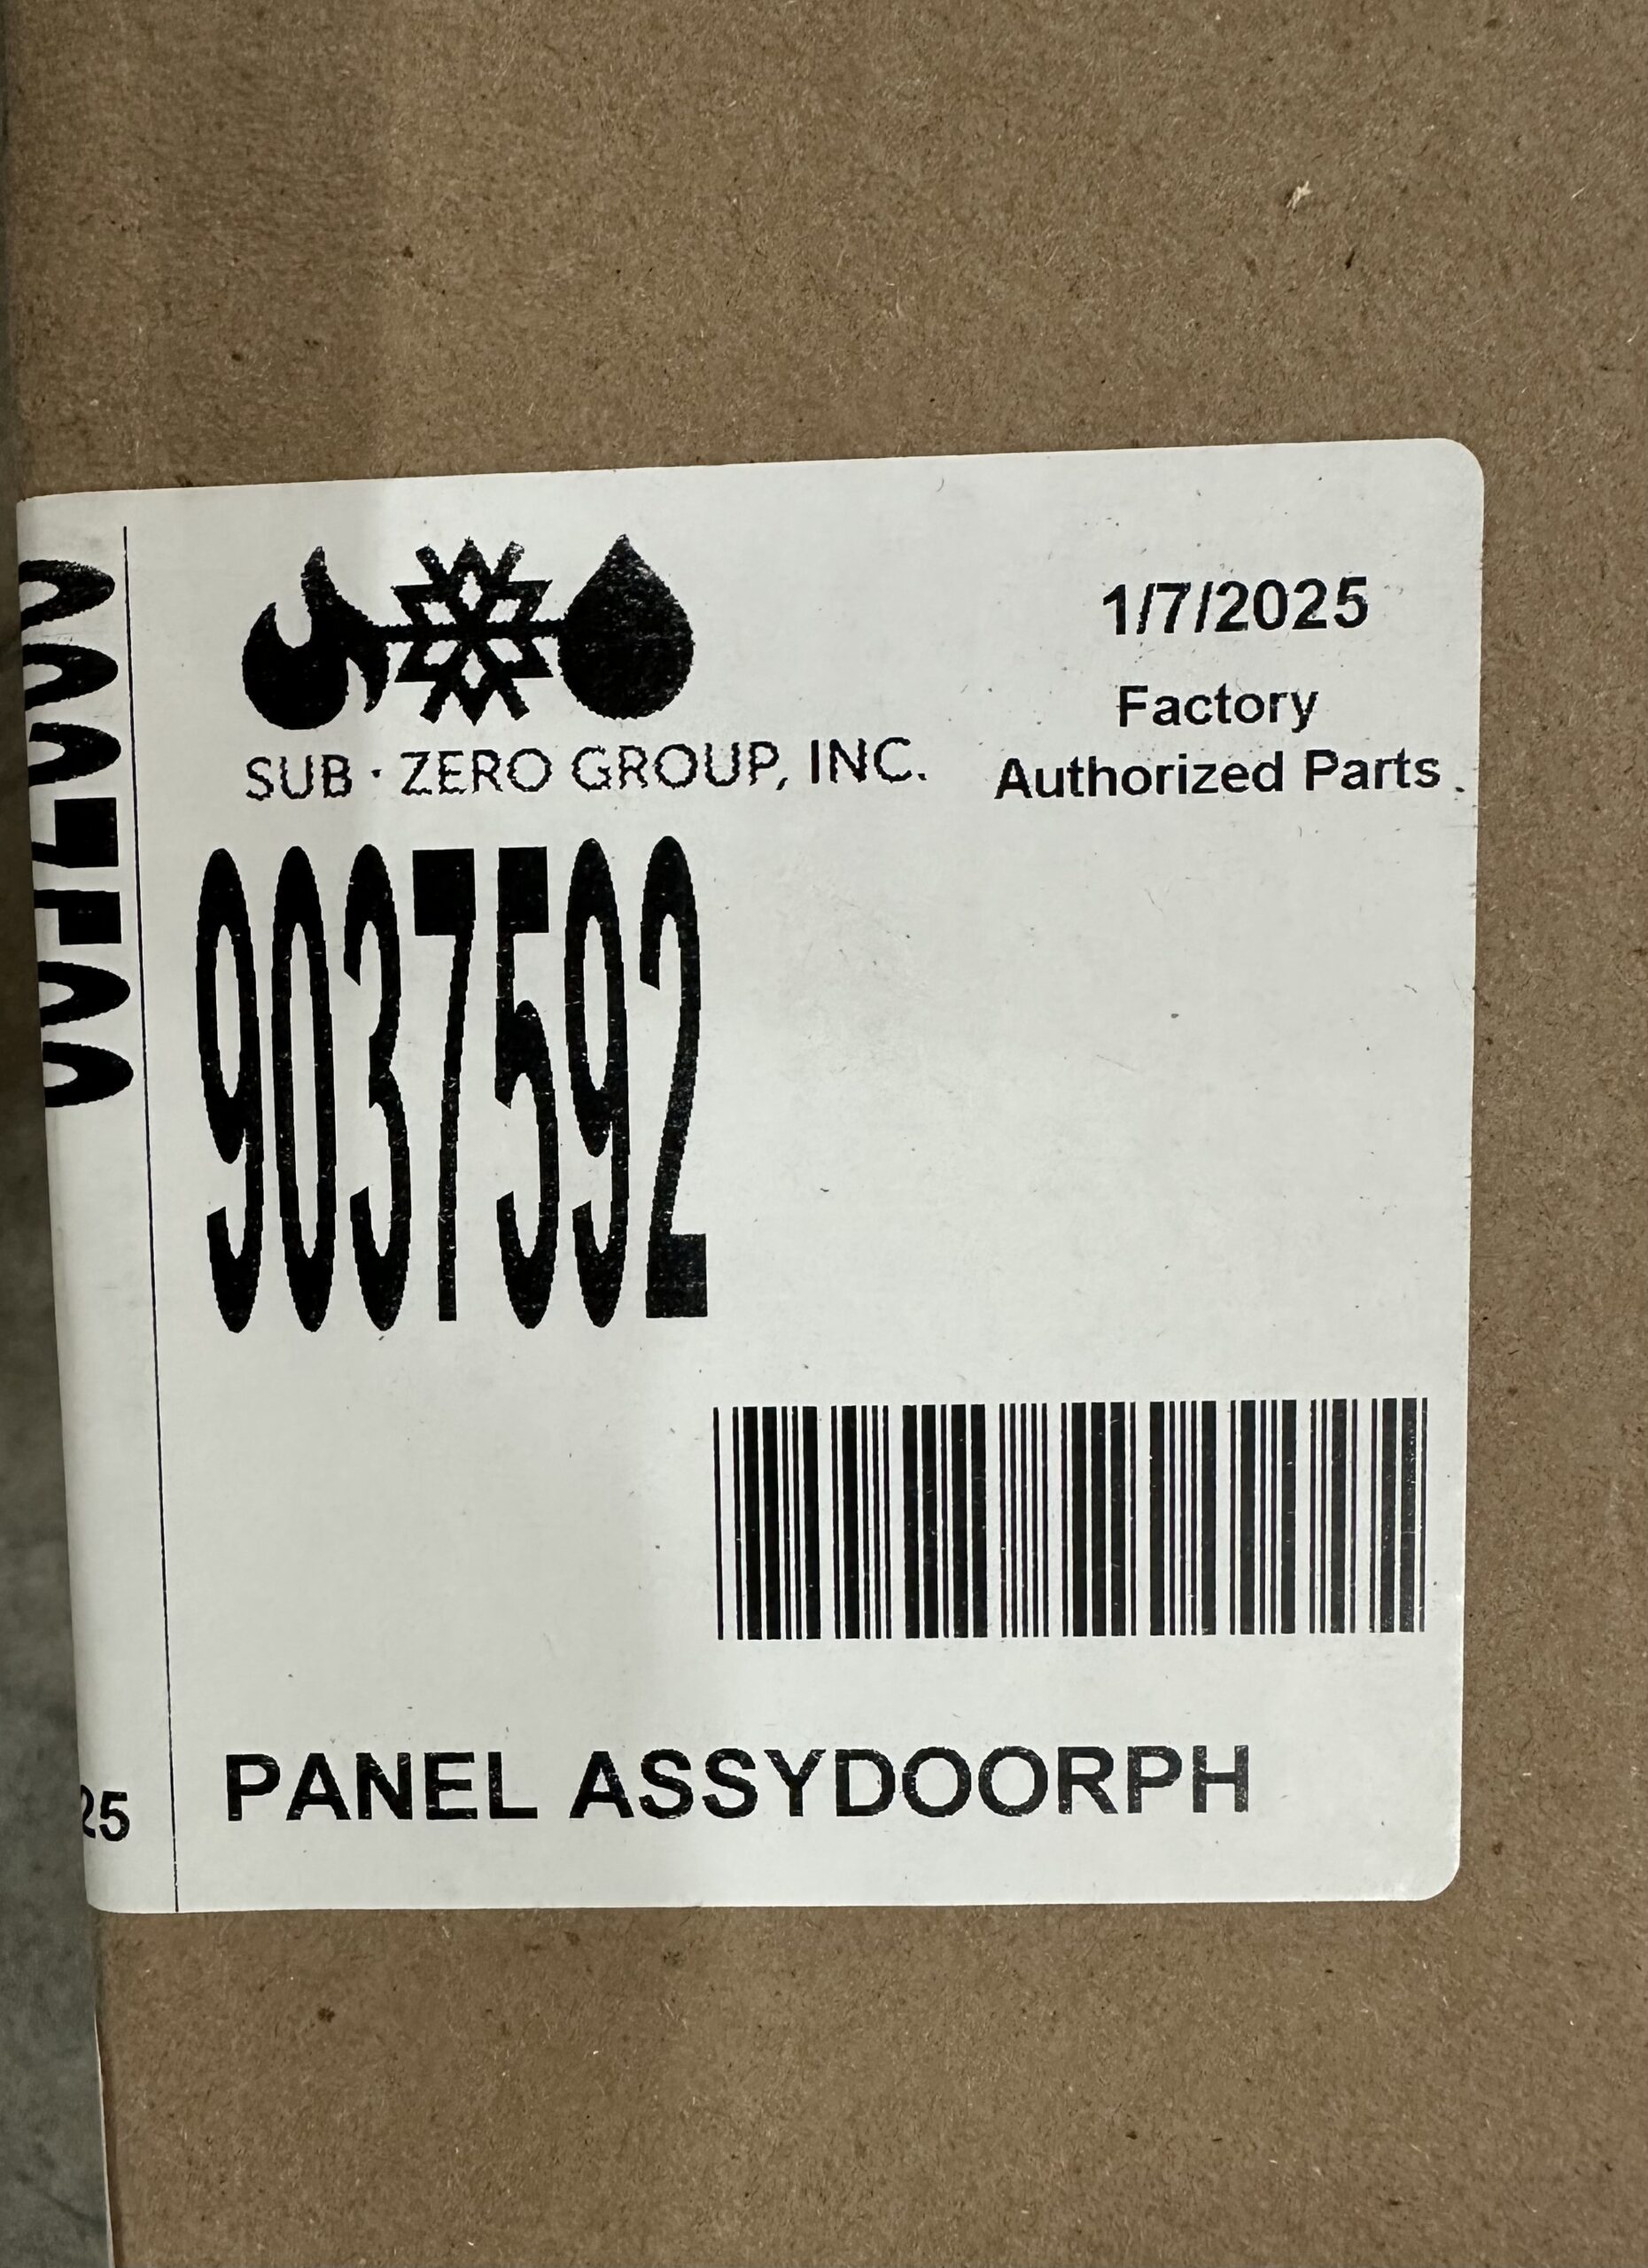 1/7/2025
Factory
Authorized Parts
SUB · ZERO GROUP, INC.
9037592
PANEL ASSYDOORPH
25